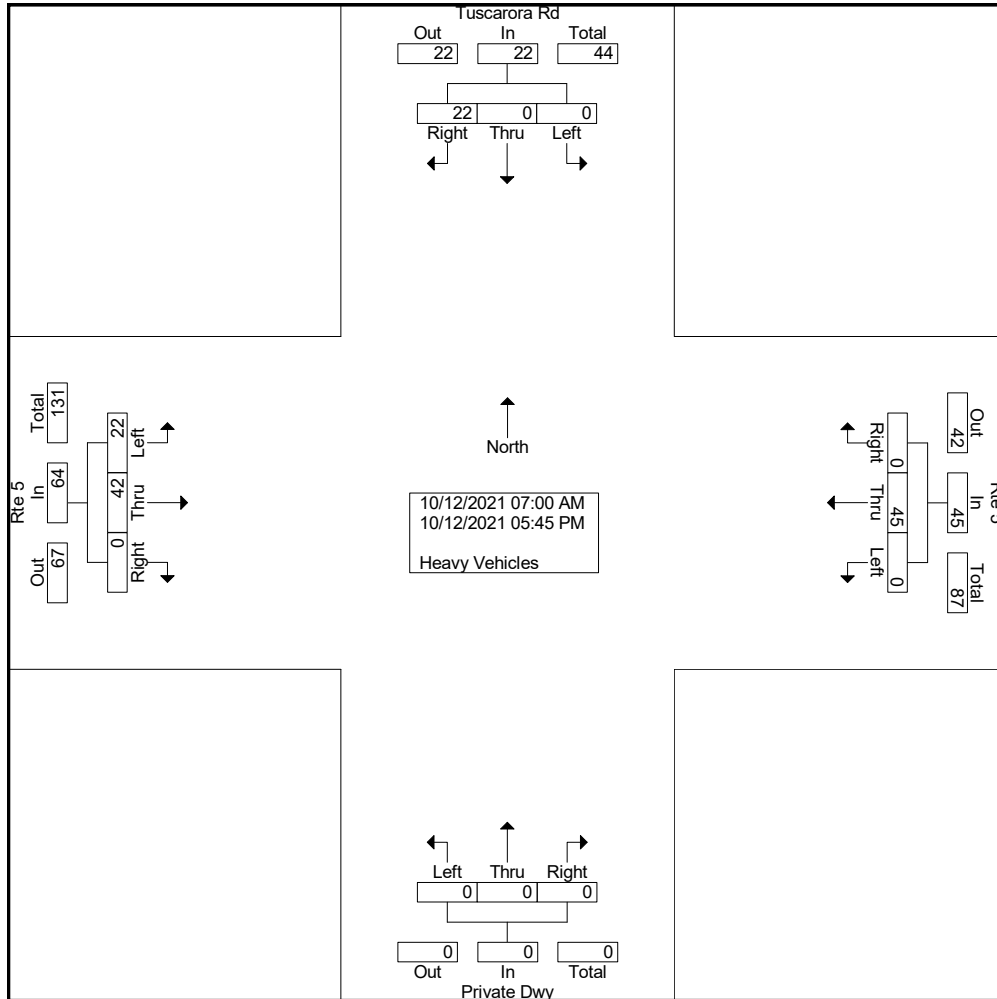 Tuscarora Rd
Out In Total
22 22 44
22 0 0
Right Thru Left
Rte 5
Total In Out
131 64 67
22 42 0
Left Thru Right
North
10/12/2021 07:00 AM
10/12/2021 05:45 PM
Heavy Vehicles
Right Thru Left
0 45 0
Out In Total
42 45 87
Rte 5
Left Thru Right
0 0 0
0 0 0
Out In Total
Private Dwy